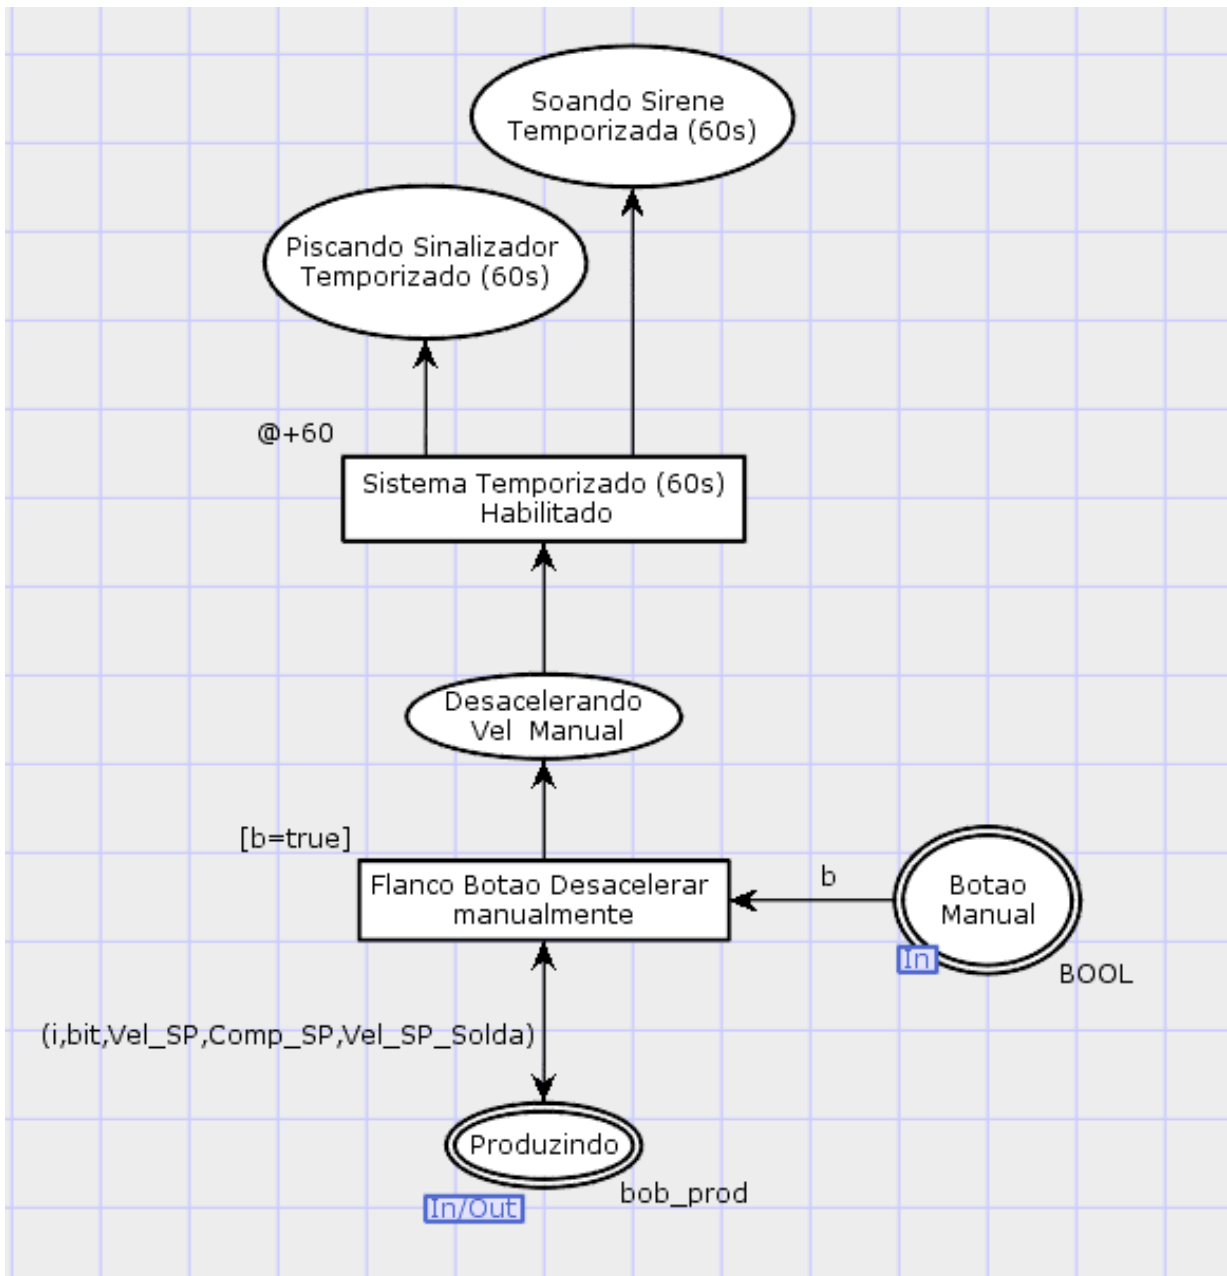 Soando Sirene
Temporizada (60s)
Piscando Sinalizador
Temporizado (60s)
@+60
Sistema Temporizado (60s)
Habilitado
Desacelerando
Vel  Manual
[b=true]
Flanco Botao Desacelerar
manualmente
b
Botao
Manual
In
BOOL
(i,bit,Vel_SP,Comp_SP,Vel_SP_Solda)
Produzindo
bob_prod
In/Out